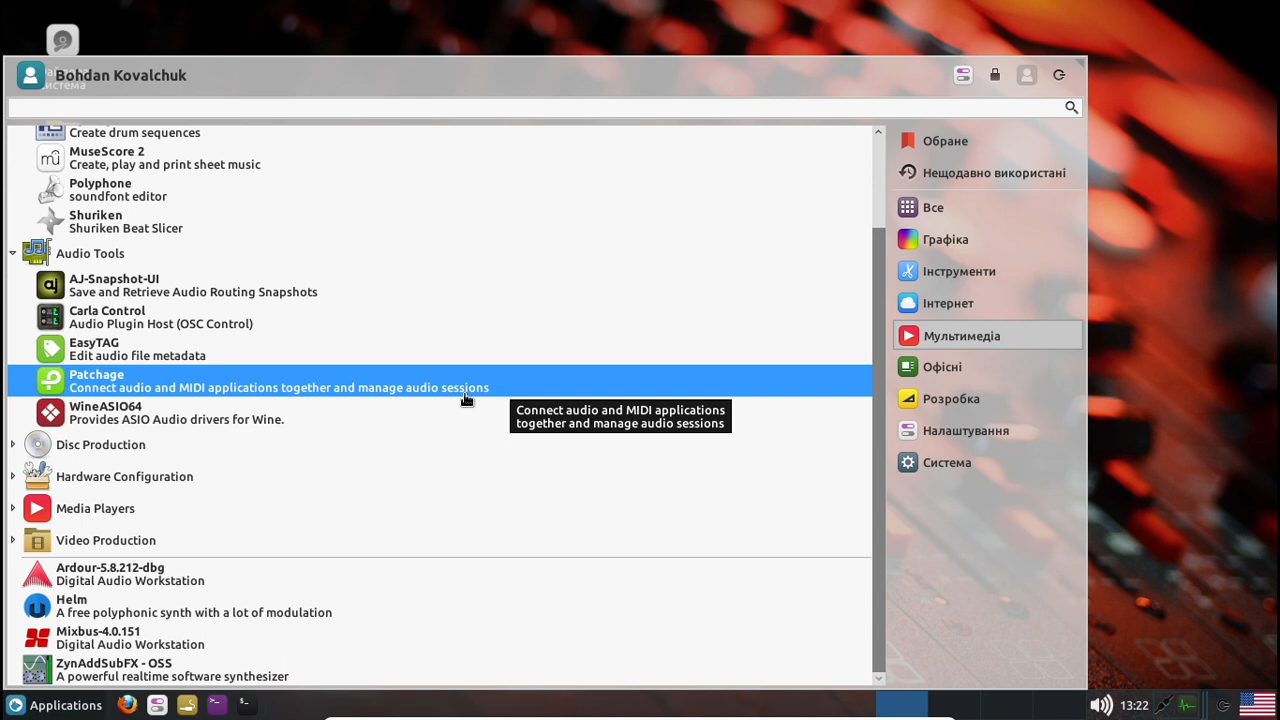 Bohdan Kovalchuk
система
Create drum sequences
MuseScore 2
Create, play and print sheet music
Polyphone
soundfont editor
Shuriken
Shuriken Beat Slicer
Audio Tools
AJ-Snapshot-UI
Save and Retrieve Audio Routing Snapshots
Carla Control
Audio Plugin Host (OSC Control)
EasyTAG
Edit audio file metadata
Patchage
Connect audio and MIDI applications together and manage audio sessions
WineASIO64
Provides ASIO Audio drivers for Wine.
Connect audio and MIDI applications
together and manage audio sessions
Disc Production
Hardware Configuration
Media Players
Video Production
Ardour-5.8.212-dbg
Digital Audio Workstation
Helm
A free polyphonic synth with a lot of modulation
Mixbus-4.0.151
Digital Audio Workstation
ZynAddSubFX - OSS
A powerful realtime software synthesizer
Обране
Нещодавно використані
Все
Графіка
Інструменти
Інтернет
Мультимедіа
Офісні
Розробка
Налаштування
Система
Applications
13:22